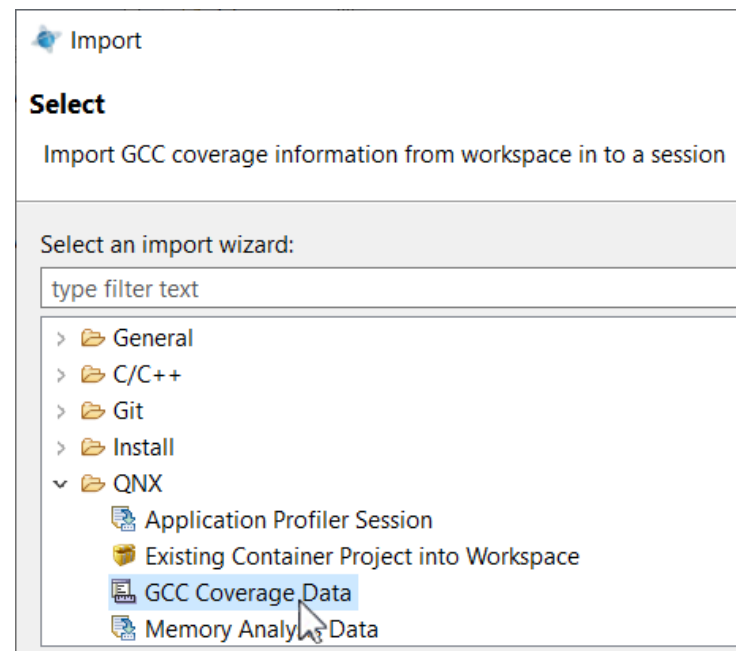 Import
Select
Import GCC coverage information from workspace in to a session
Select an import wizard:
type filter text
General
C/C++
Git
Install
QNX
Application Profiler Session
Existing Container Project into Workspace
GCC Coverage Data
Memory Data